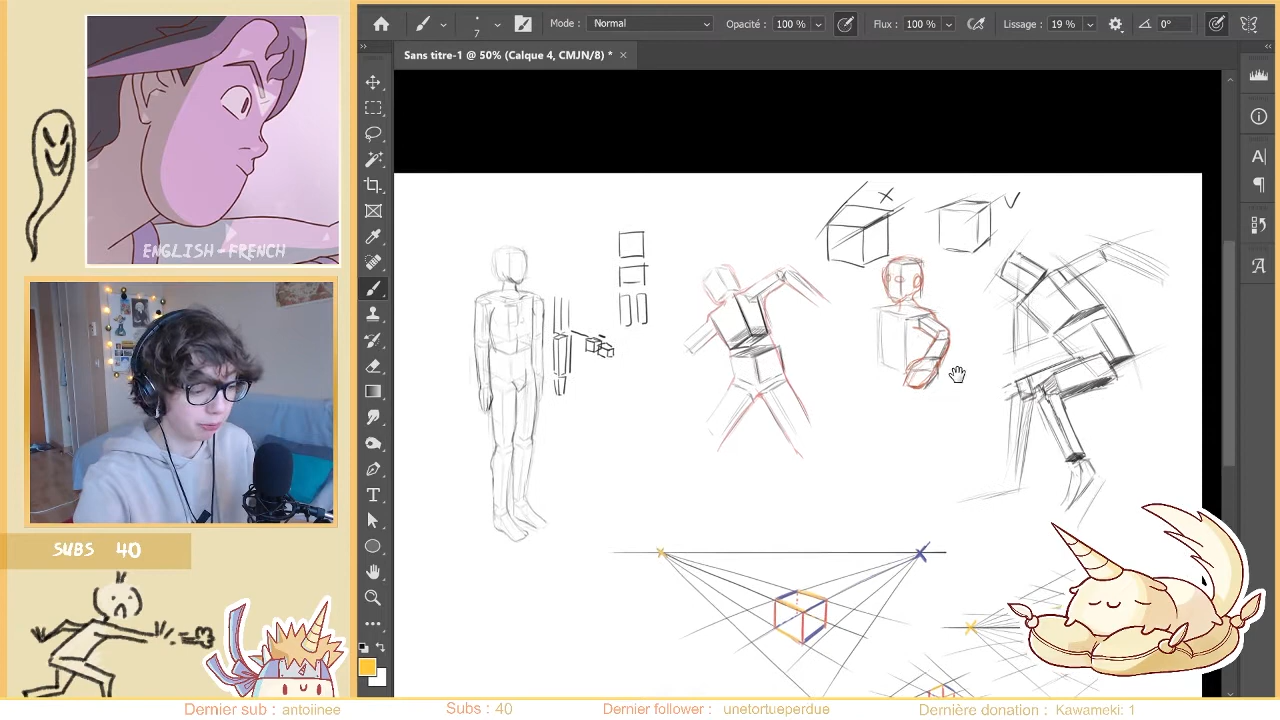 Mode : Normal
7
Opacité : 100 %
Flux : 100 %
Lissage : 19 %
0°
Sans titre-1 @ 50% (Calque 4, CMJN/8) * ×
ENGLISH - FRENCH
SUBS 40
Dernier sub : antoiinee
Subs : 40
Dernier follower : unetortueperdue
Dernière donation : Kawameki: 1